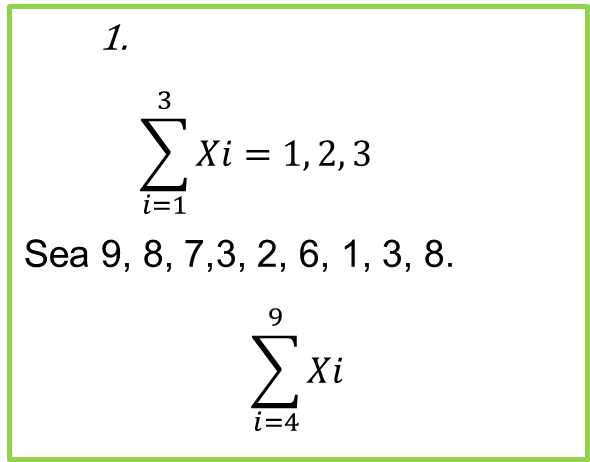 1.
3
∑ Xi = 1, 2, 3
i=1
Sea 9, 8, 7,3, 2, 6, 1, 3, 8.
9
∑ Xi
i=4